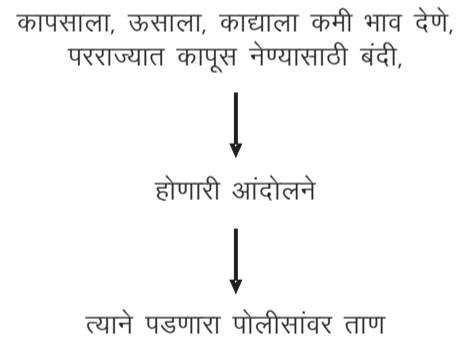 कापसाला, ऊसाला, काद्याला कमी भाव देणे,
परराज्यात कापूस नेण्यासाठी बंदी,
होणारी आंदोलने
त्याने पडणारा पोलीसांवर ताण